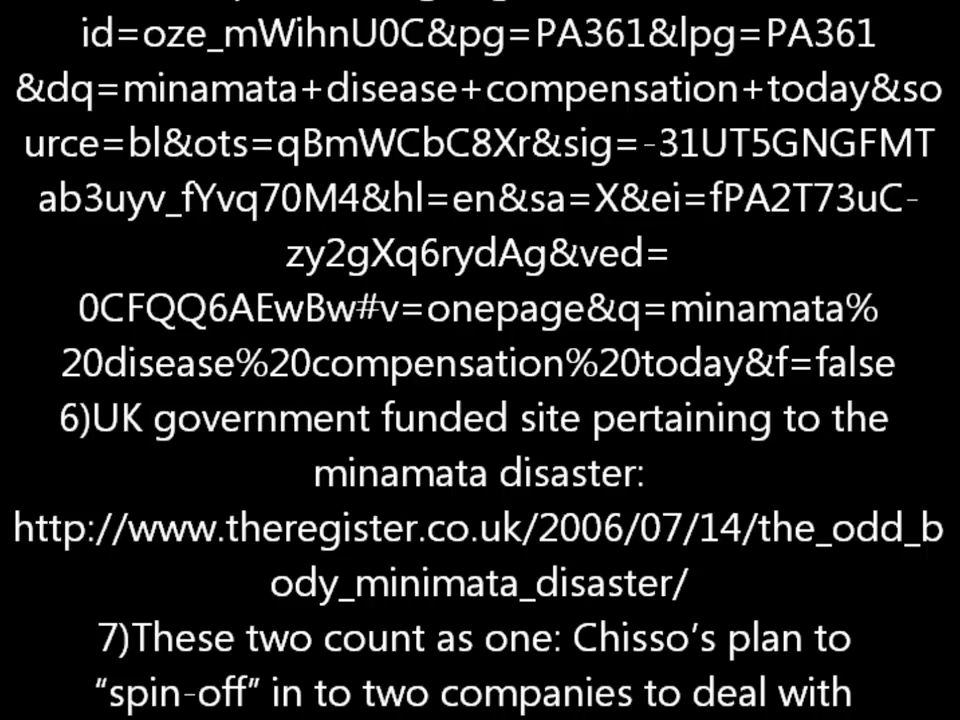 id=oze_mWihnU0C&pg=PA361&lpg=PA361
&dq=minamata+disease+compensation+today&so
urce=bl&ots=qBmWCbC8Xr&sig=-31UT5GNGFMT
ab3uyv_fYvq70M4&hl=en&sa=X&ei=fPA2T73uC-
zy2gXq6rydAg&ved=
0CFQQ6AEwBw#v=onepage&q=minamata%
20disease%20compensation%20today&f=false
6)UK government funded site pertaining to the
minamata disaster:
http://www.theregister.co.uk/2006/07/14/the_odd_b
ody_minimata_disaster/
7)These two count as one: Chisso’s plan to
“spin-off” in to two companies to deal with